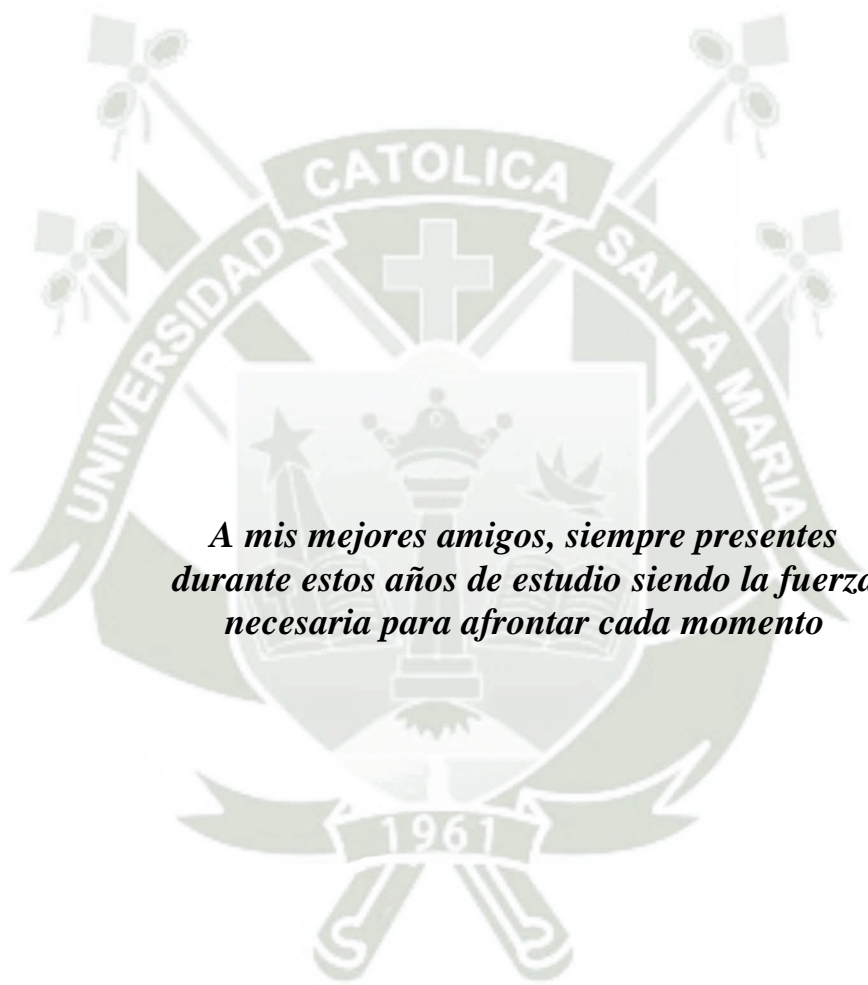 CATOLICA
UNIVERSIDAD
SANTA MARIA
A mis mejores amigos, siempre presentes
durante estos años de estudio siendo la fuerza
necesaria para afrontar cada momento
1961